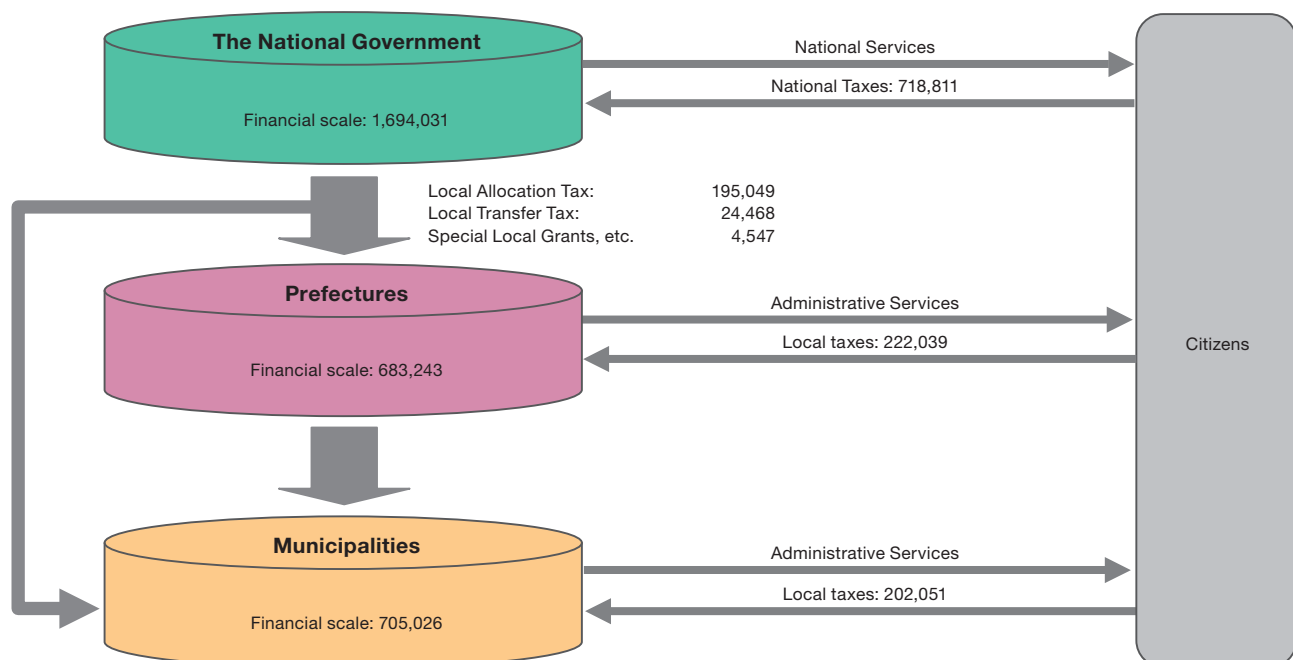 The National Government
Financial scale: 1,694,031
National Services
National Taxes: 718,811
Local Allocation Tax: 195,049
Local Transfer Tax: 24,468
Special Local Grants, etc. 4,547
Prefectures
Financial scale: 683,243
Administrative Services
Local taxes: 222,039
Citizens
Municipalities
Financial scale: 705,026
Administrative Services
Local taxes: 202,051